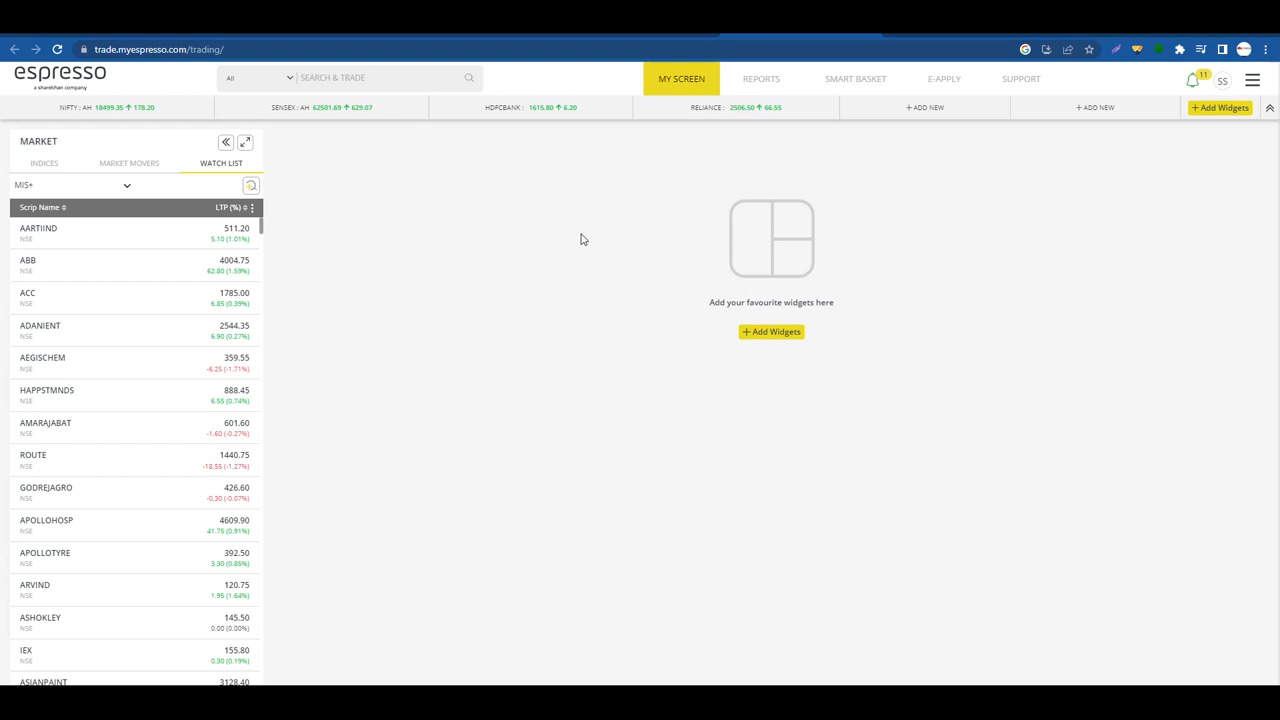 trade.myespresso.com/trading/
espresso
a sharekhan company
All
SEARCH & TRADE
MY SCREEN
REPORTS
SMART BASKET
E-APPLY
SUPPORT
11
SS
NIFTY : AH 18499.35 ↑ 178.20
SENSEX : AH 62501.69 ↑ 629.07
HDFCBANK : 1615.80 ↑ 6.20
RELIANCE : 2506.50 ↑ 66.55
+ ADD NEW
+ ADD NEW
+ Add Widgets
MARKET
INDICES
MARKET MOVERS
WATCH LIST
MIS+
Scrip Name
LTP (%)
AARTIIND 511.20
NSE 5.10 (1.01%)
ABB 4004.75
NSE 62.80 (1.59%)
ACC 1785.00
NSE 6.85 (0.39%)
ADANIENT 2544.35
NSE 6.90 (0.27%)
AEGISCHEM 359.55
NSE -6.25 (-1.71%)
HAPPSTMNDS 888.45
NSE 6.55 (0.74%)
AMARAJABAT 601.60
NSE -1.60 (-0.27%)
ROUTE 1440.75
NSE -18.55 (-1.27%)
GODREJAGRO 426.60
NSE -0.30 (-0.07%)
APOLLOHOSP 4609.90
NSE 41.75 (0.91%)
APOLLOTYRE 392.50
NSE 3.30 (0.85%)
ARVIND 120.75
NSE 1.95 (1.64%)
ASHOKLEY 145.50
NSE 0.00 (0.00%)
IEX 155.80
NSE 0.30 (0.19%)
ASIANPAINT 3128.40
Add your favourite widgets here
+ Add Widgets